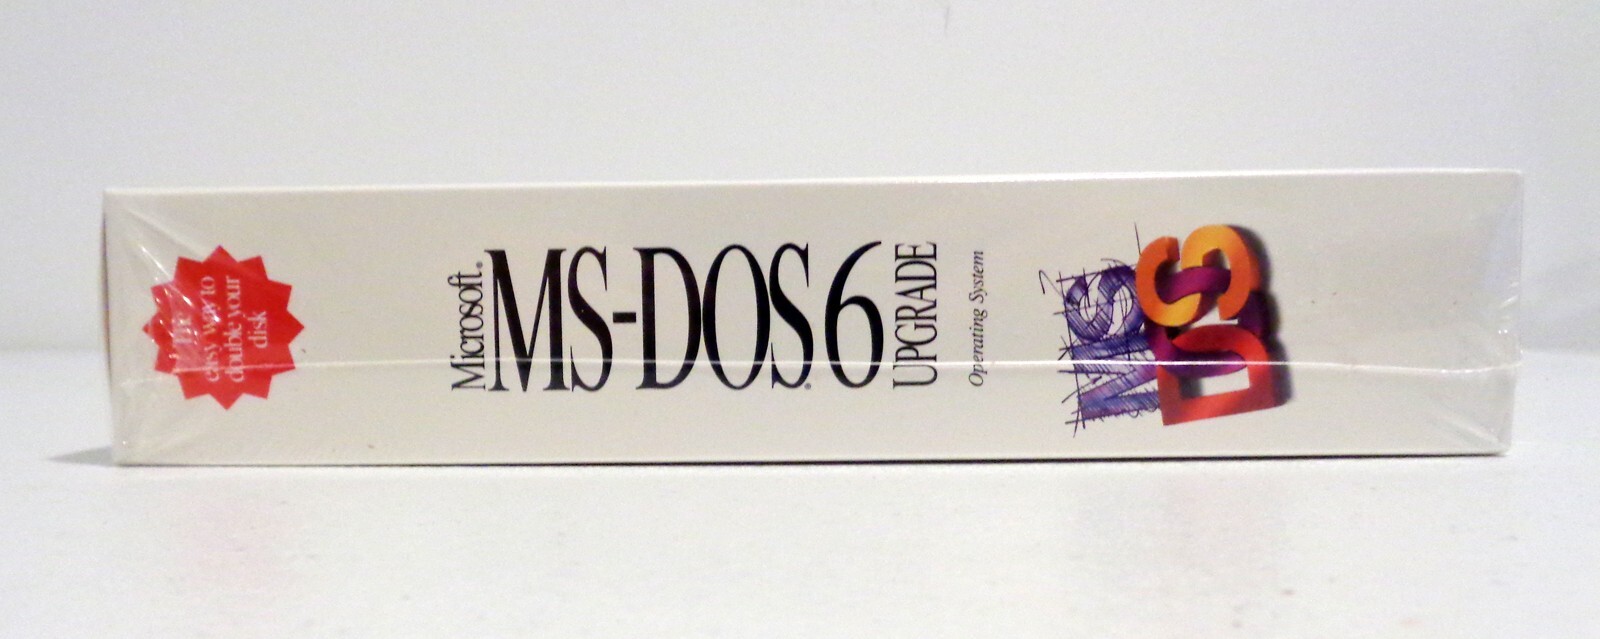 The
easy way to
double your
disk
Microsoft®
MS-DOS® 6
UPGRADE
Operating System
MS
DOS